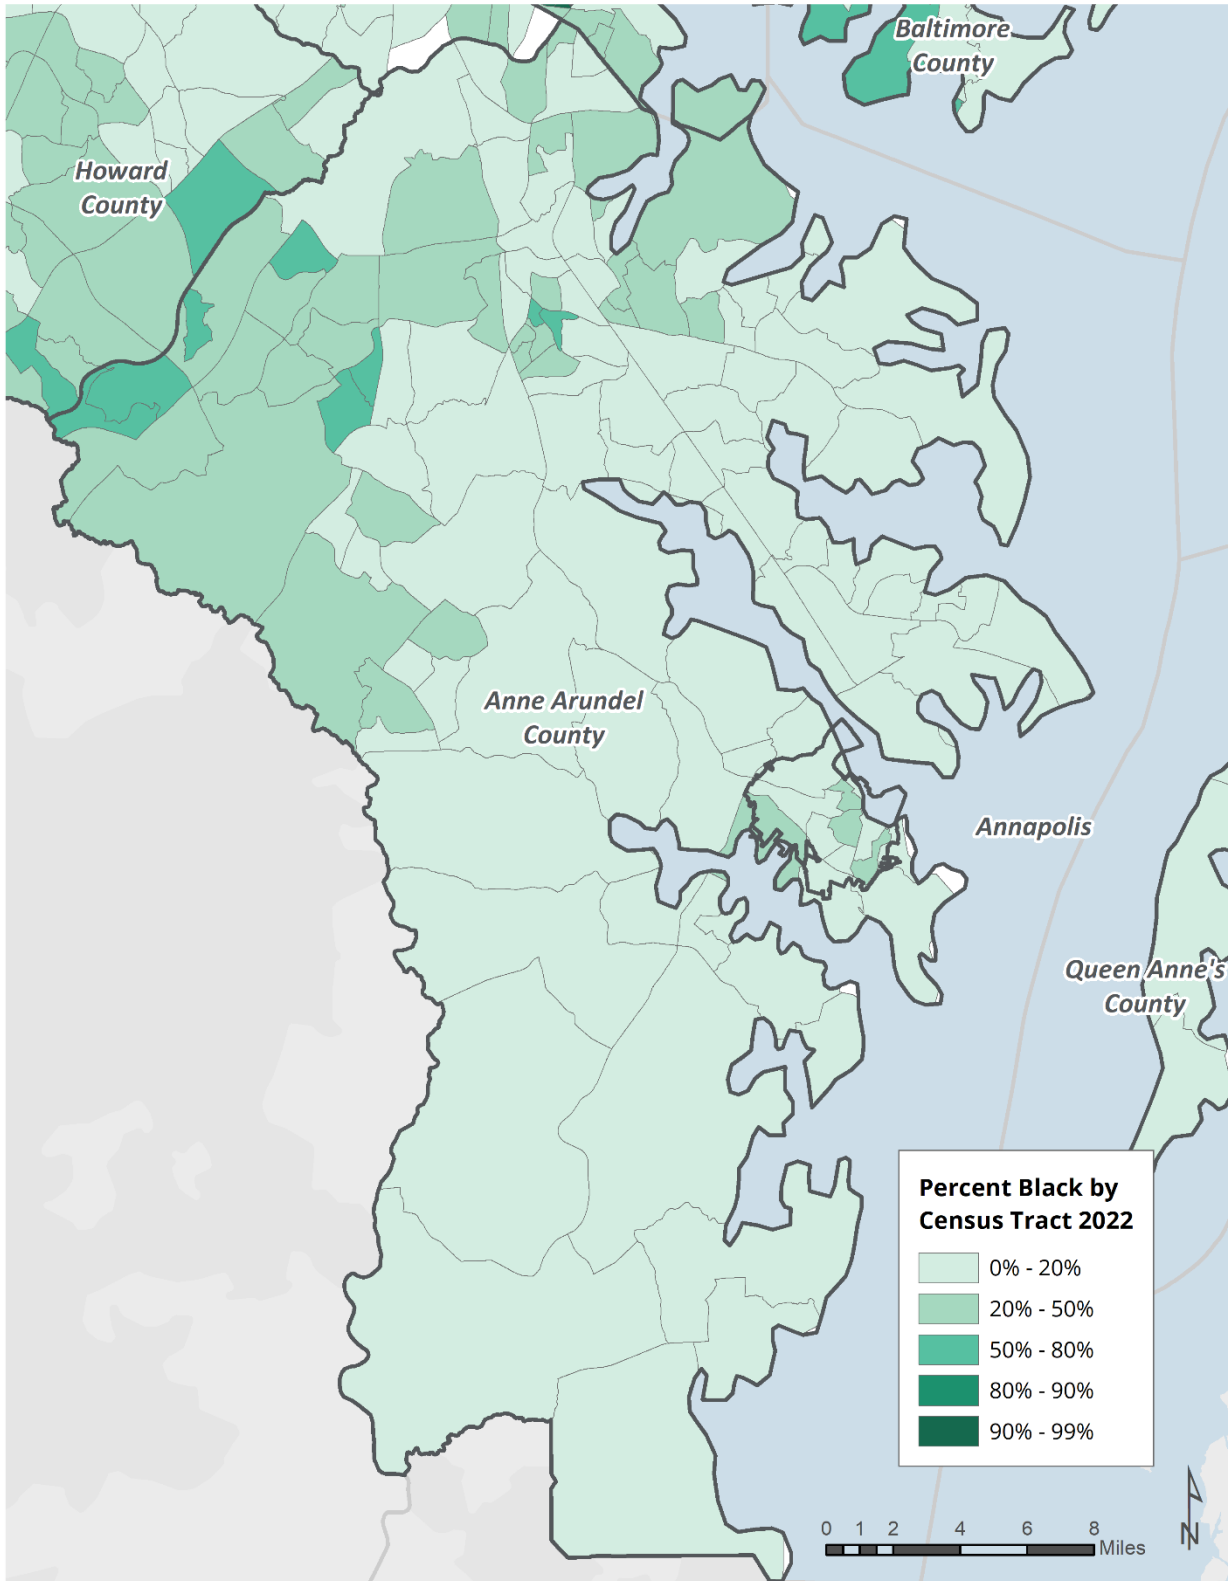 Baltimore
County
Howard
County
Anne Arundel
County
Annapolis
Queen Anne's
County
Percent Black by
Census Tract 2022
0% - 20%
20% - 50%
50% - 80%
80% - 90%
90% - 99%
0 1 2 4 6 8
Miles
N